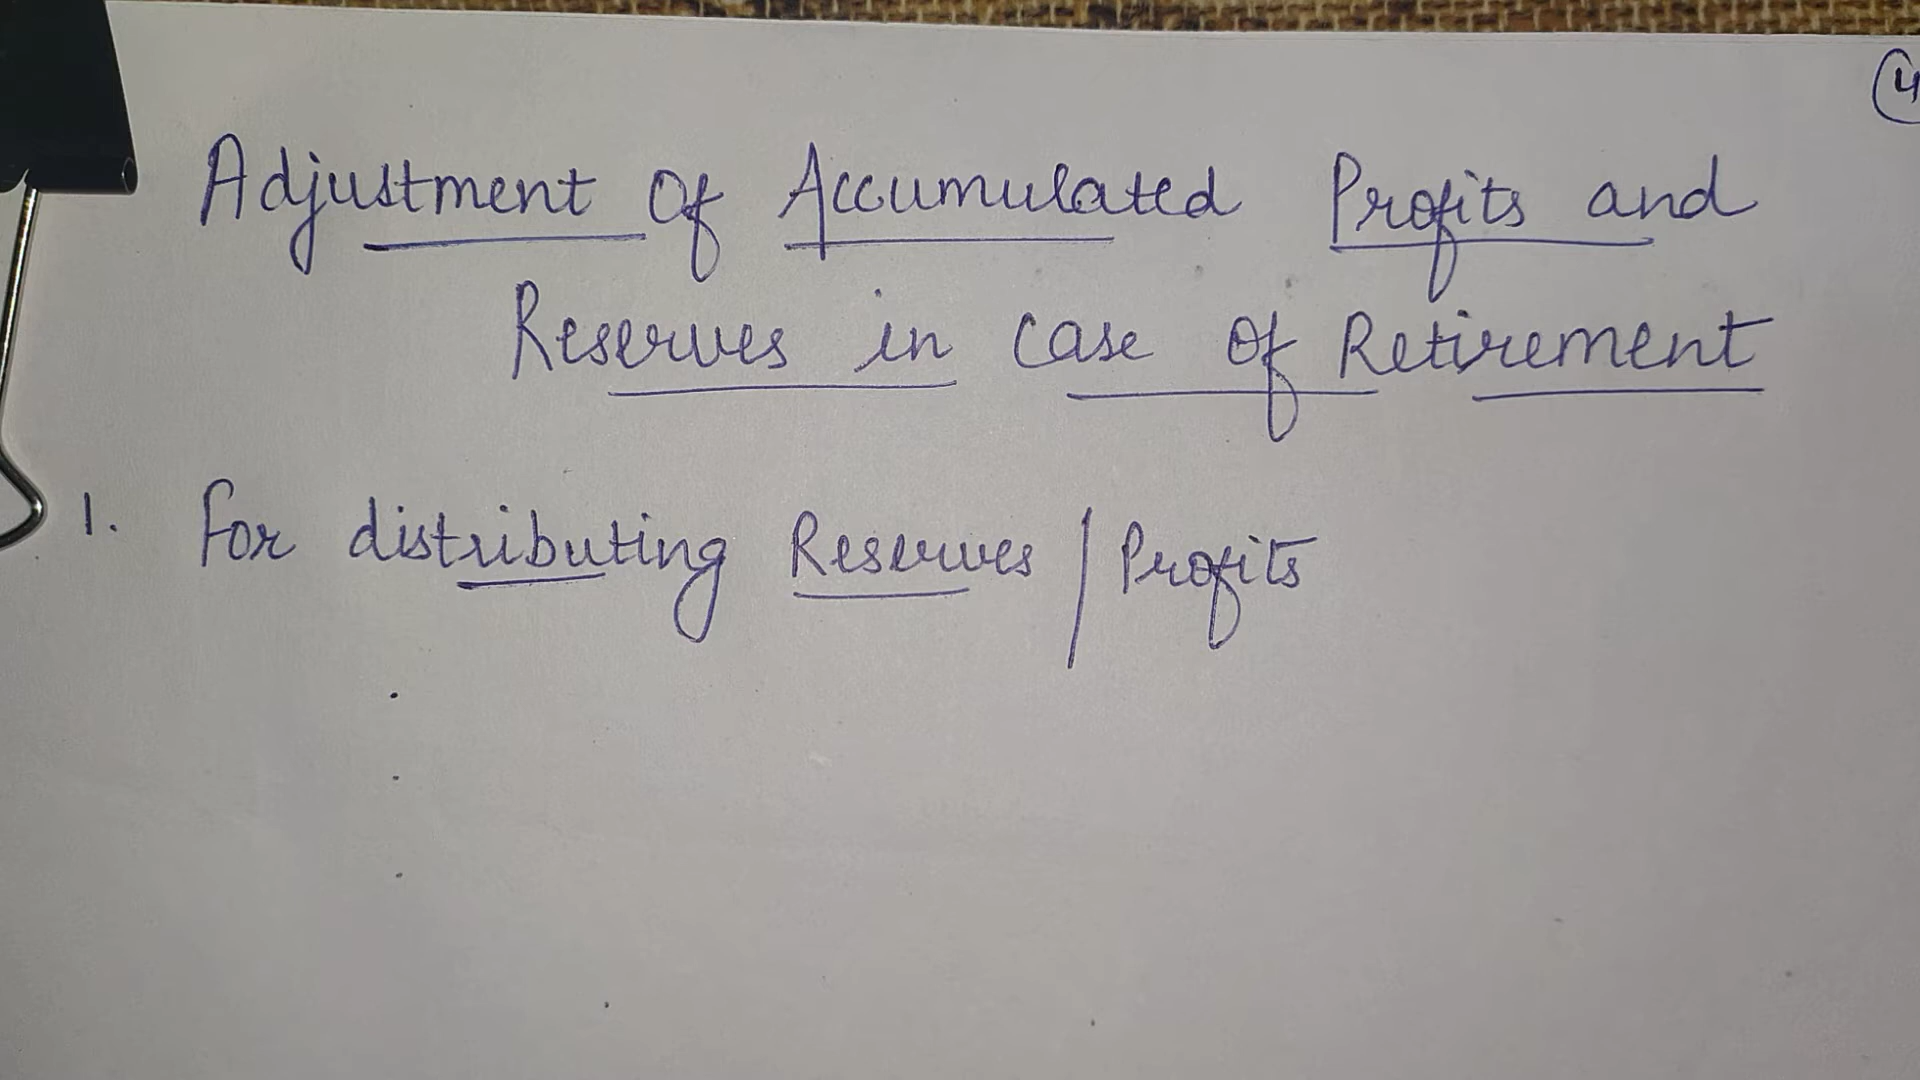 4
Adjustment Of Accumulated Profits and
Reserves in case of Retirement
1. For distributing Reserves / Profits